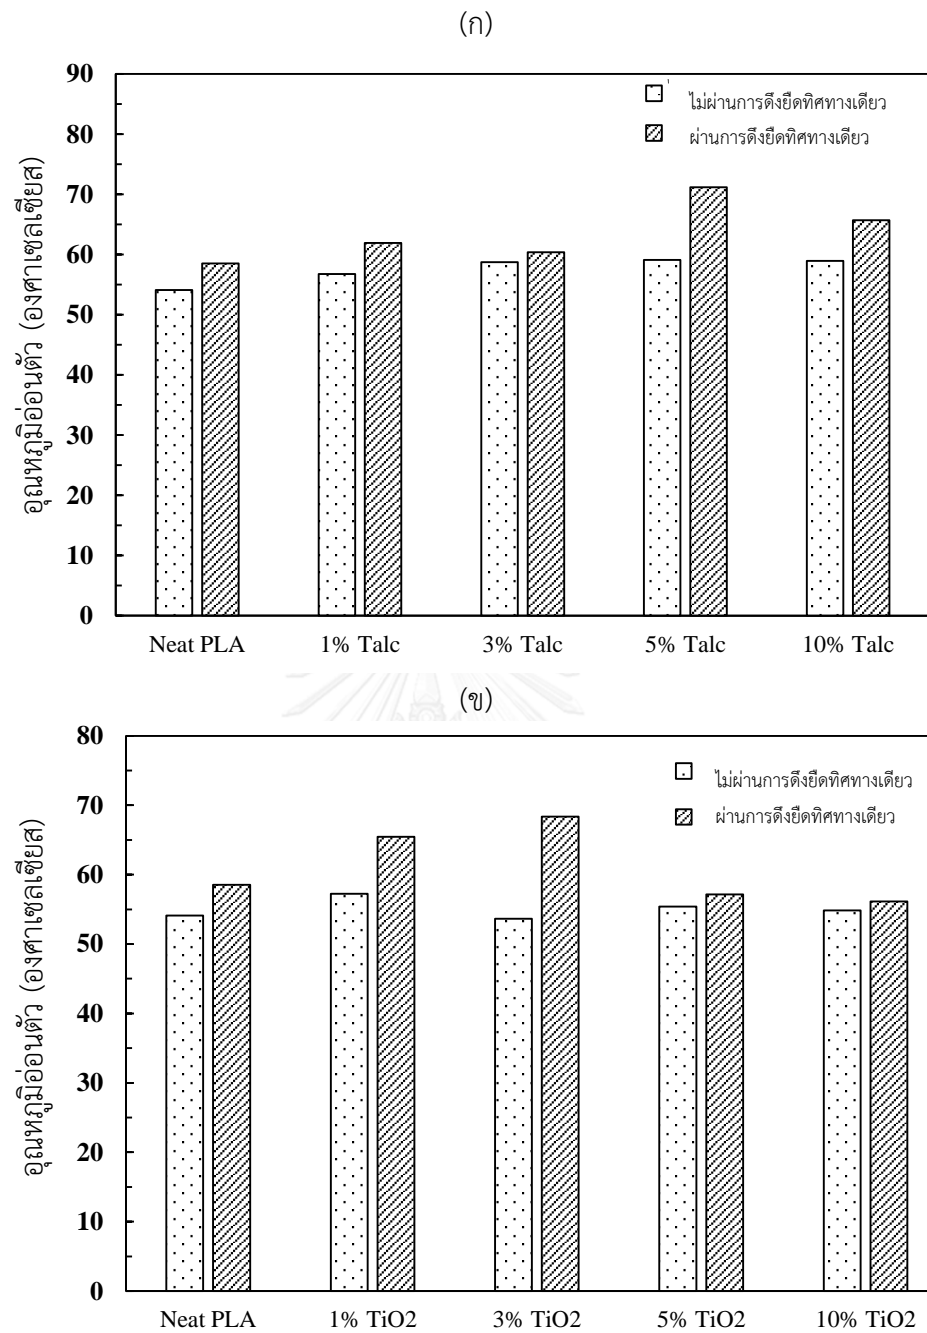 (ก)
90
80
70
60
50
40
30
20
10
0
อุณหภูมิอ่อนตัว (องศาเซลเซียส)
ไม่ผ่านการดึงยืดทิศทางเดียว
ผ่านการดึงยืดทิศทางเดียว
Neat PLA 1% Talc 3% Talc 5% Talc 10% Talc
(ข)
80
70
60
50
40
30
20
10
0
อุณหภูมิอ่อนตัว (องศาเซลเซียส)
ไม่ผ่านการดึงยืดทิศทางเดียว
ผ่านการดึงยืดทิศทางเดียว
Neat PLA 1% TiO2 3% TiO2 5% TiO2 10% TiO2